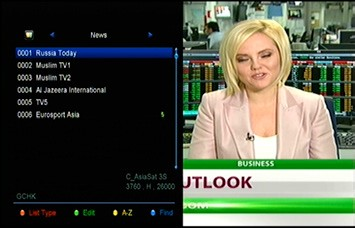 News
0001 Russia Today
0002 Muslim TV1
0003 Muslim TV2
0004 Al Jazeera International
0005 TV5
0006 Eurosport Asia $
C_AsiaSat 3S
3760 , H , 26000
GCHK
List Type Edit A-Z Find
BUSINESS
UTLOOK
.COM